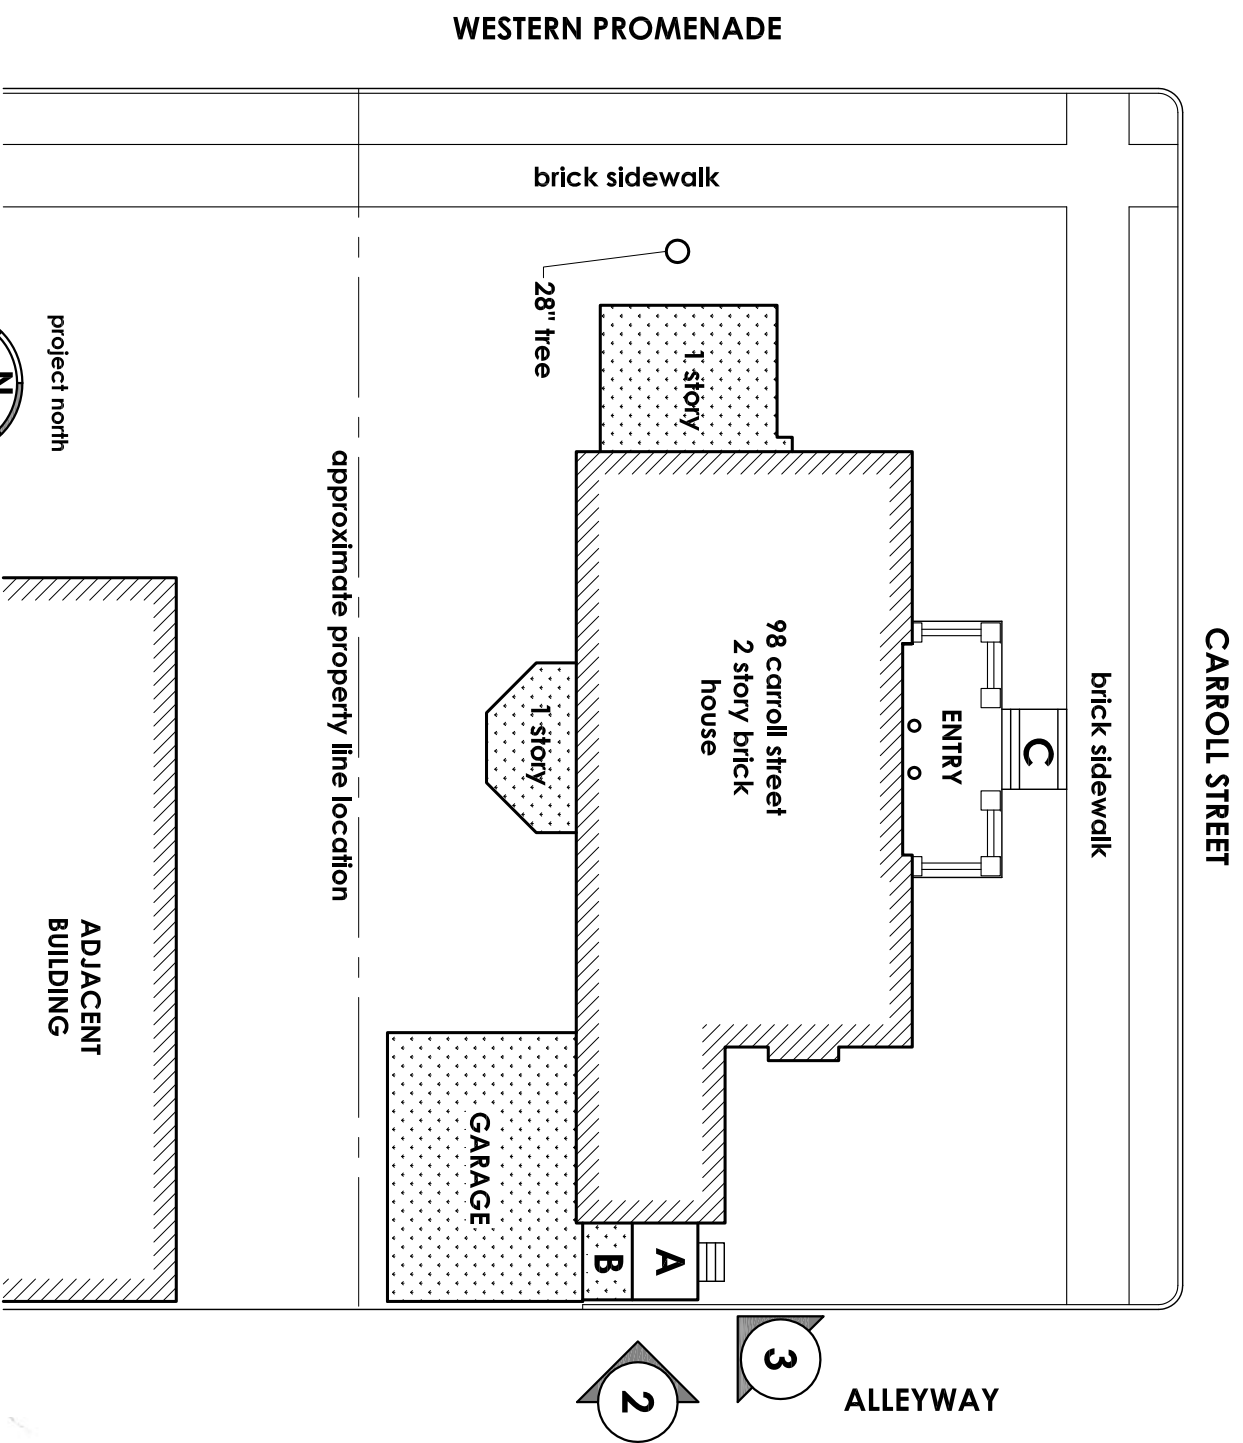 WESTERN PROMENADE
brick sidewalk
28" tree
1 story
project north
N
approximate property line location
98 carroll street
2 story brick
house
ENTRY
C
brick sidewalk
CARROLL STREET
1 story
ADJACENT
BUILDING
GARAGE
B
A
3
2
ALLEYWAY